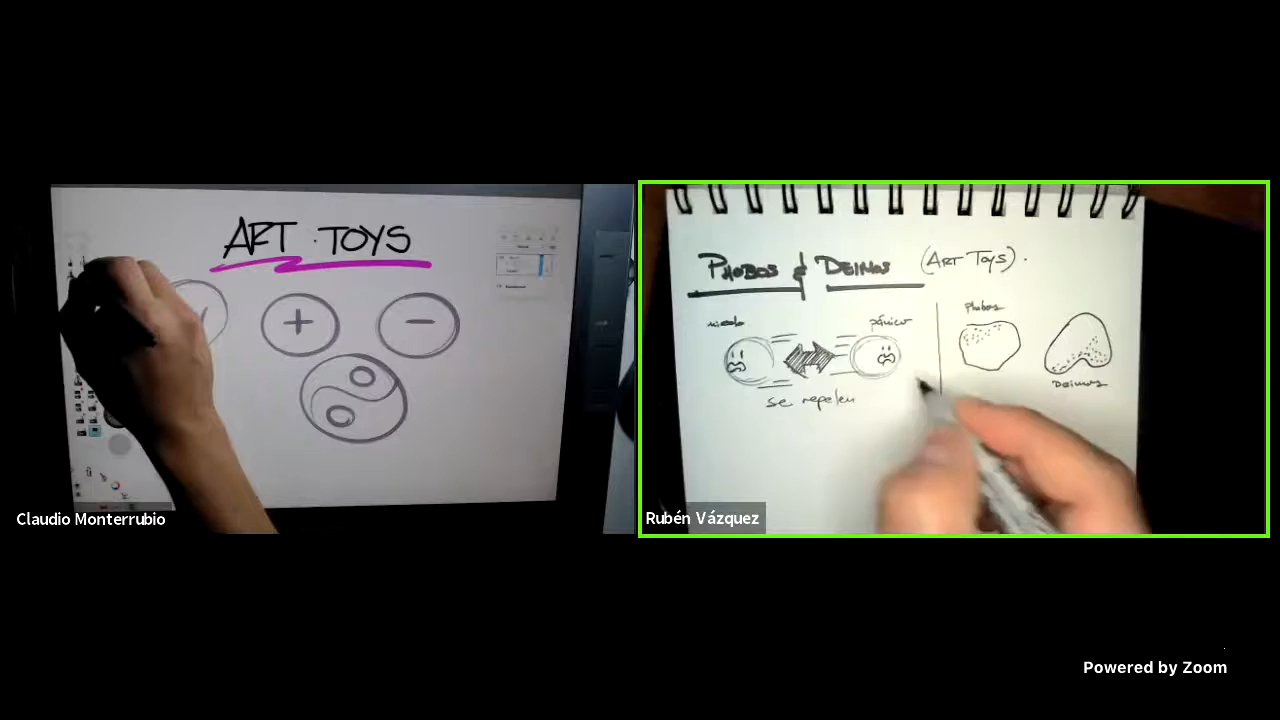 ART · TOYS
+
-
Claudio Monterrubio
PHOBOS & DEIMOS (ART TOYS).
miedo
pánico
se repelen
Phobos
Deimos
Rubén Vázquez
Powered by Zoom